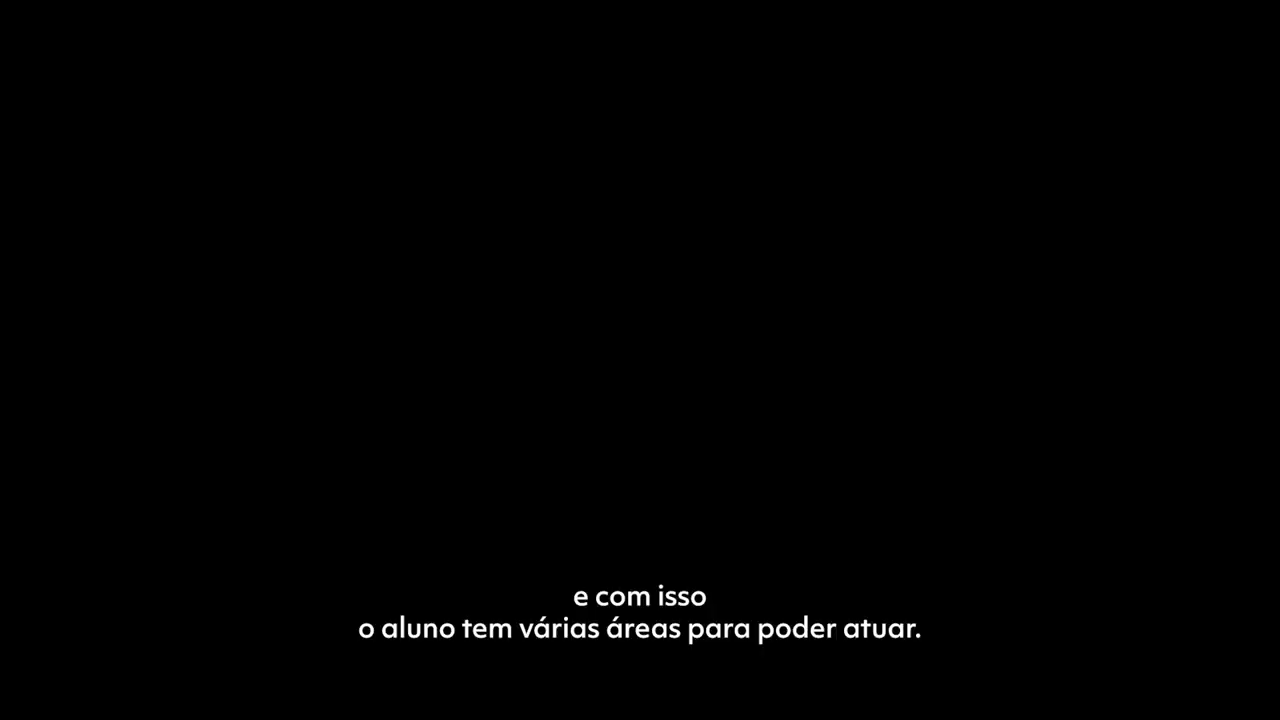 e com isso
o aluno tem várias áreas para poder atuar.